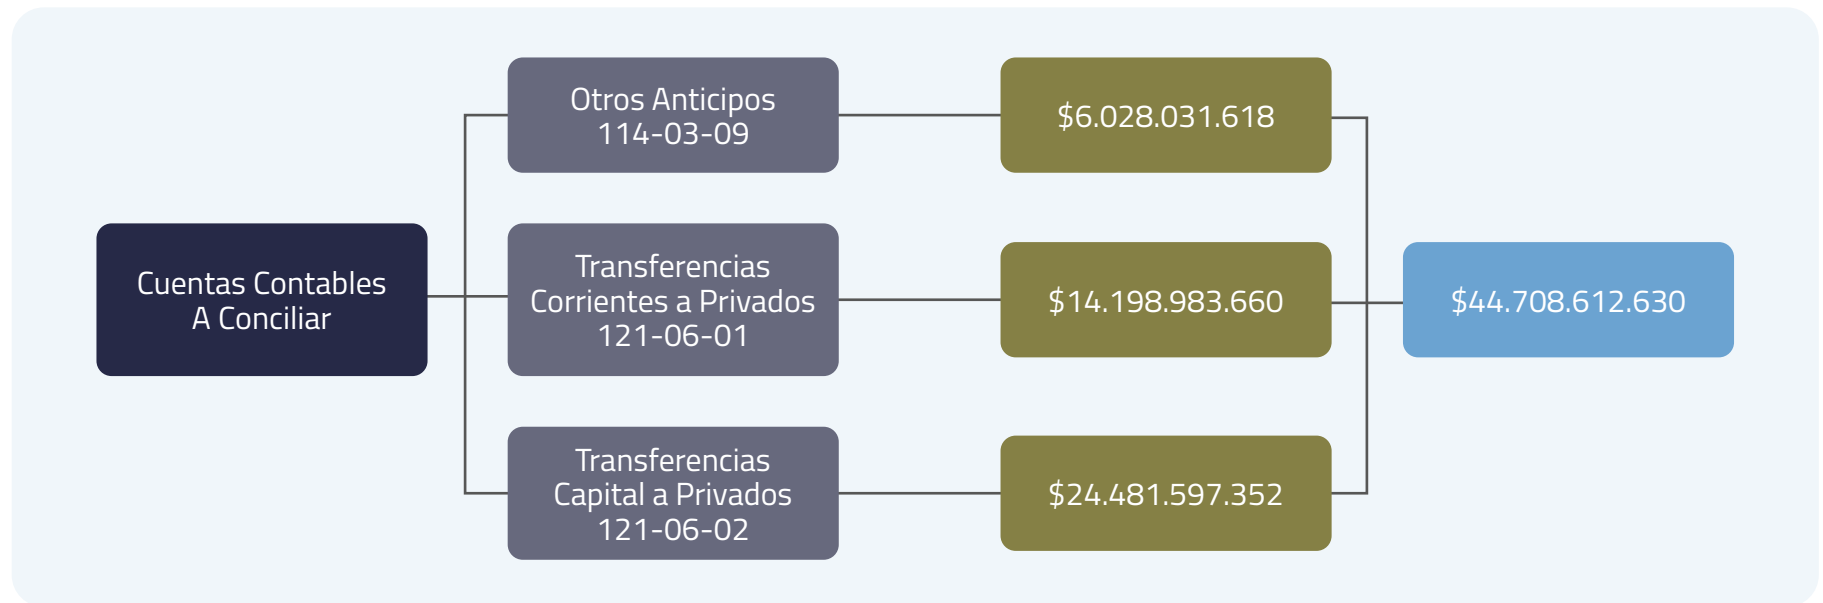 Cuentas Contables
A Conciliar
Otros Anticipos
114-03-09
$6.028.031.618
Transferencias
Corrientes a Privados
121-06-01
$14.198.983.660
Transferencias
Capital a Privados
121-06-02
$24.481.597.352
$44.708.612.630